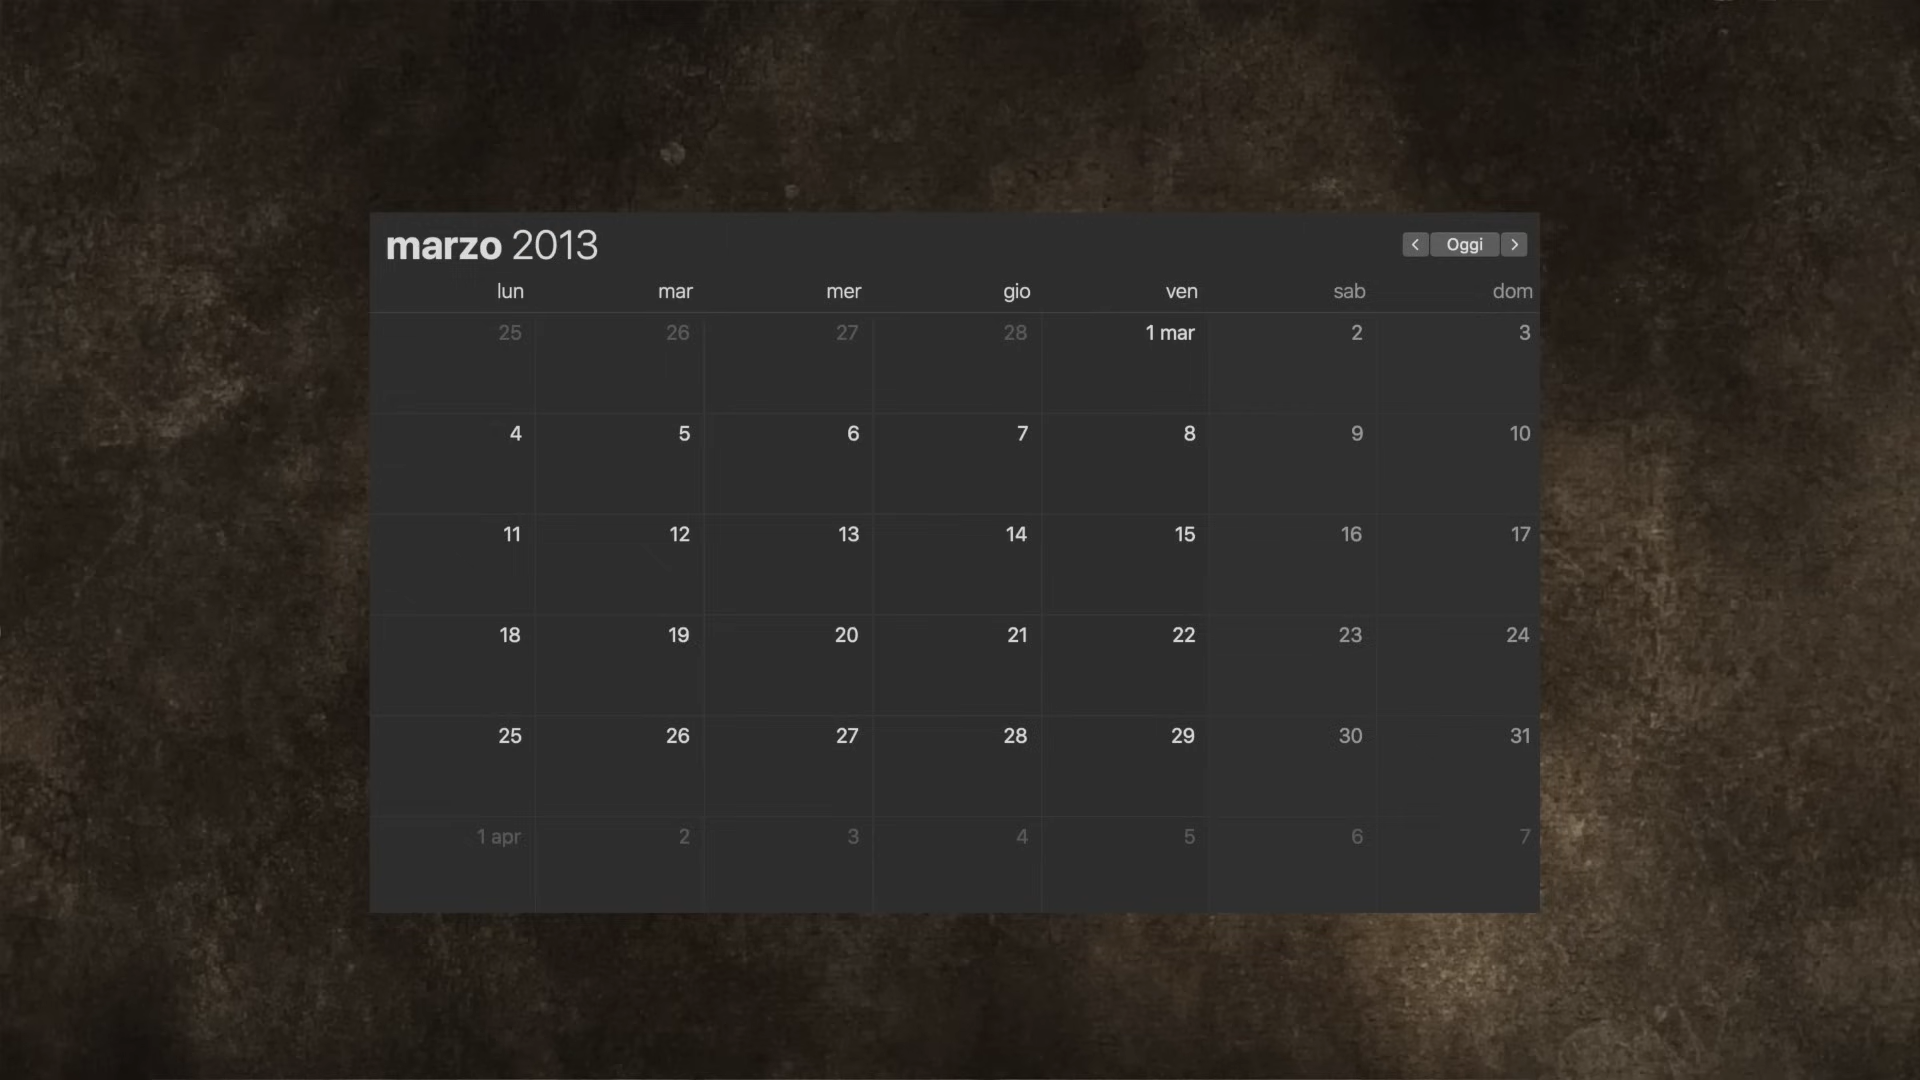 marzo 2013
< Oggi >
lun mar mer gio ven sab dom
25 26 27 28 1 mar 2 3
4 5 6 7 8 9 10
11 12 13 14 15 16 17
18 19 20 21 22 23 24
25 26 27 28 29 30 31
1 apr 2 3 4 5 6 7